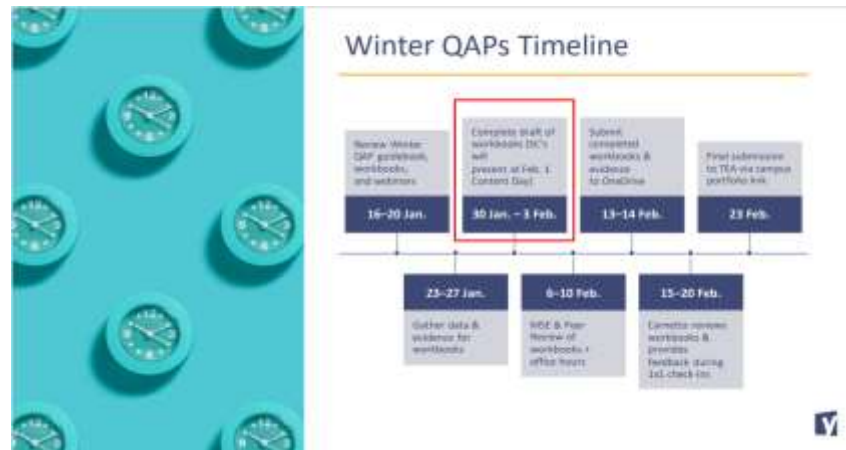 Winter QAPs Timeline
Review Winter
QAP guidebook,
workbooks,
and webinars
16–20 Jan.
Complete draft of
workbooks (SC's
will
present at Feb. 1
Content Day)
30 Jan. – 3 Feb.
Submit
completed
workbooks &
evidence
to OneDrive
13–14 Feb.
Final submission
to TEA via campus
portfolio link
23 Feb.
23–27 Jan.
Gather data &
evidence for
workbooks
6–10 Feb.
& Peer
Review of
workbooks +
office hours
15–20 Feb.
reviews
workbooks &
provides
feedback during
1x1 check-ins